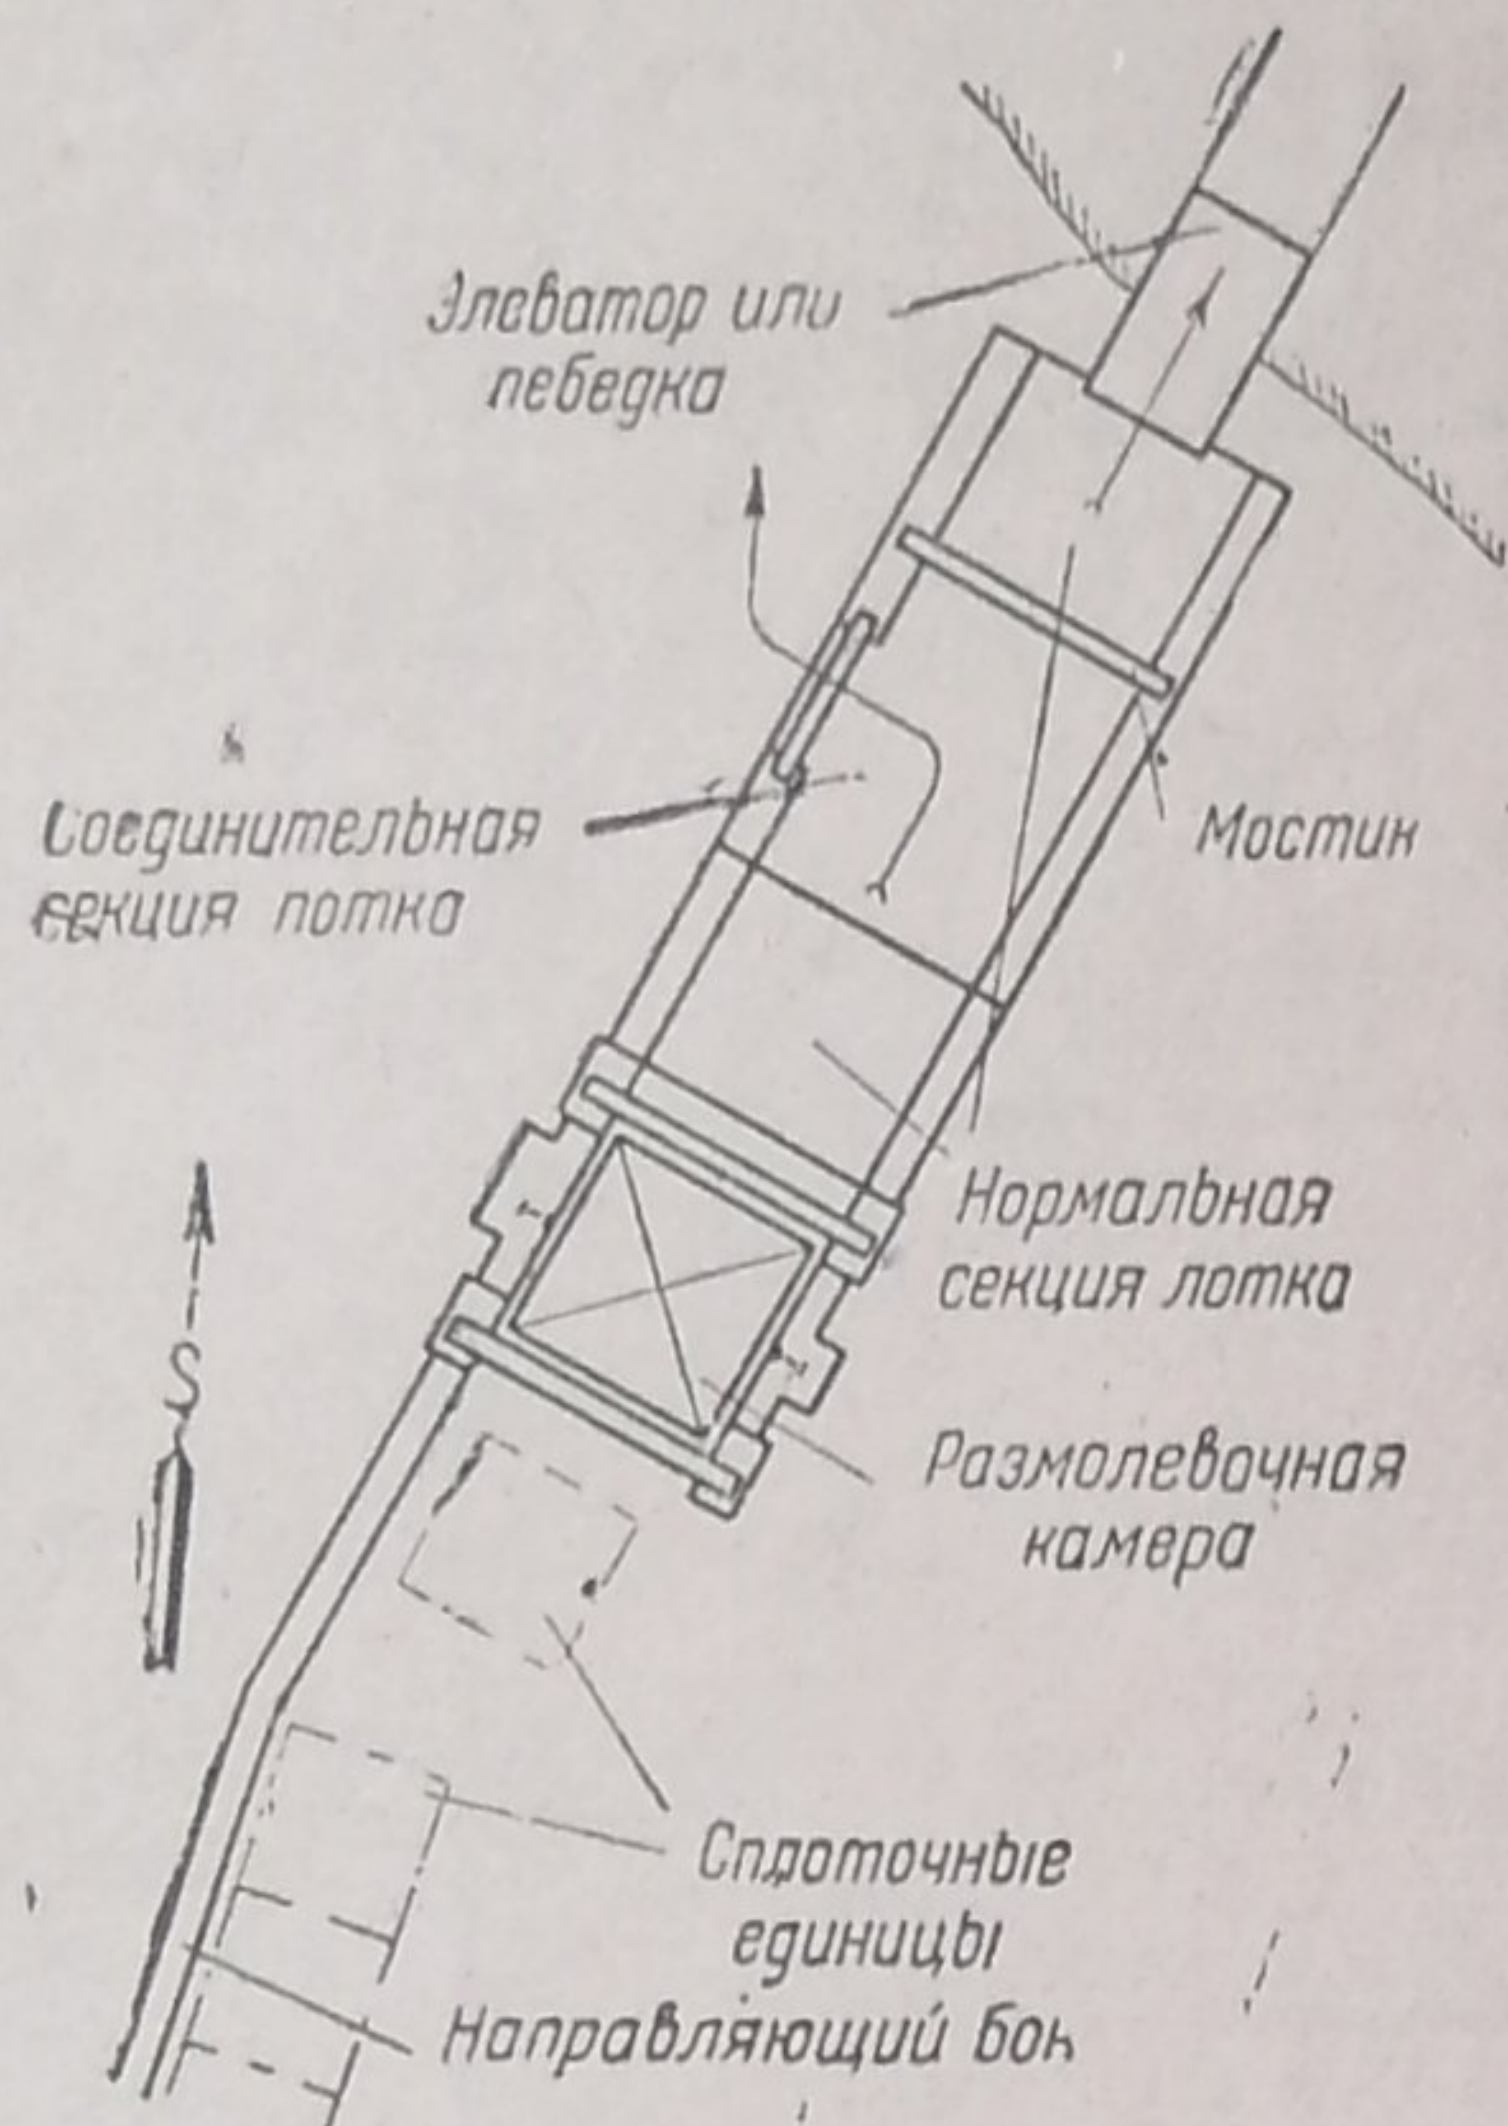 Элеватор или
лебедка
Соединительная
секция лотка
Мостик
Нормальная
секция лотка
S
Размолевочная
камера
Сплоточные
единицы
Направляющий бон